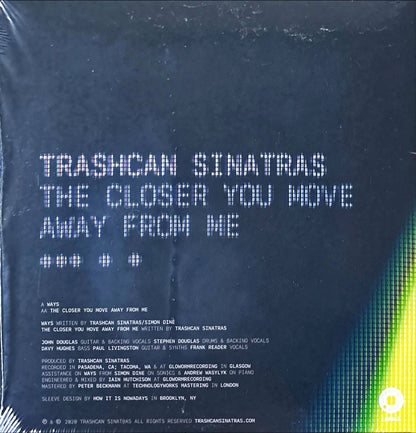 TRASHCAN SINATRAS
THE CLOSER YOU MOVE
AWAY FROM ME
A WAYS
AA THE CLOSER YOU MOVE AWAY FROM ME
WAYS WRITTEN BY TRASHCAN SINATRAS/SIMON DINE
THE CLOSER YOU MOVE AWAY FROM ME WRITTEN BY TRASHCAN SINATRAS
JOHN DOUGLAS GUITAR & BACKING VOCALS STEPHEN DOUGLAS DRUMS & BACKING VOCALS
DAVY HUGHES BASS PAUL LIVINGSTON GUITAR & SYNTHS FRANK READER VOCALS
PRODUCED BY TRASHCAN SINATRAS
RECORDED IN PASADENA, CA; TACOMA, WA & AT GLOWORMRECORDING IN GLASGOW
ASSISTANCE ON WAYS FROM SIMON DINE ON SONICS & ANDREW WASYLYK ON PIANO
ENGINEERED & MIXED BY IAIN HUTCHISON AT GLOWORMRECORDING
MASTERED BY PETER BECKMANN AT TECHNOLOGYWORKS MASTERING IN LONDON
SLEEVE DESIGN BY HOW IT IS NOWADAYS IN BROOKLYN, NY
℗ & © 2020 TRASHCAN SINATRAS ALL RIGHTS RESERVED TRASHCANSINATRAS.COM